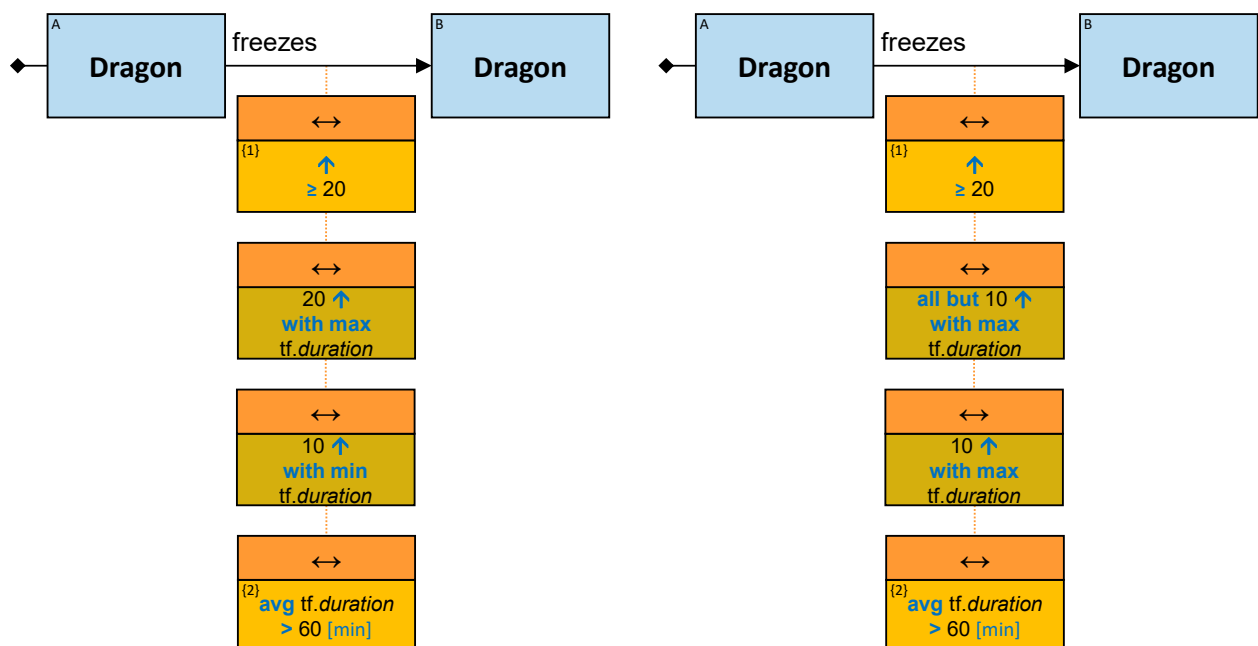 A
Dragon
freezes
B
Dragon
↔
{1}
↑
≥ 20
↔
20 ↑
with max
tf.duration
↔
10 ↑
with min
tf.duration
↔
{2}
avg tf.duration
> 60 [min]
A
Dragon
freezes
B
Dragon
↔
{1}
↑
≥ 20
↔
all but 10 ↑
with max
tf.duration
↔
10 ↑
with max
tf.duration
↔
{2}
avg tf.duration
> 60 [min]